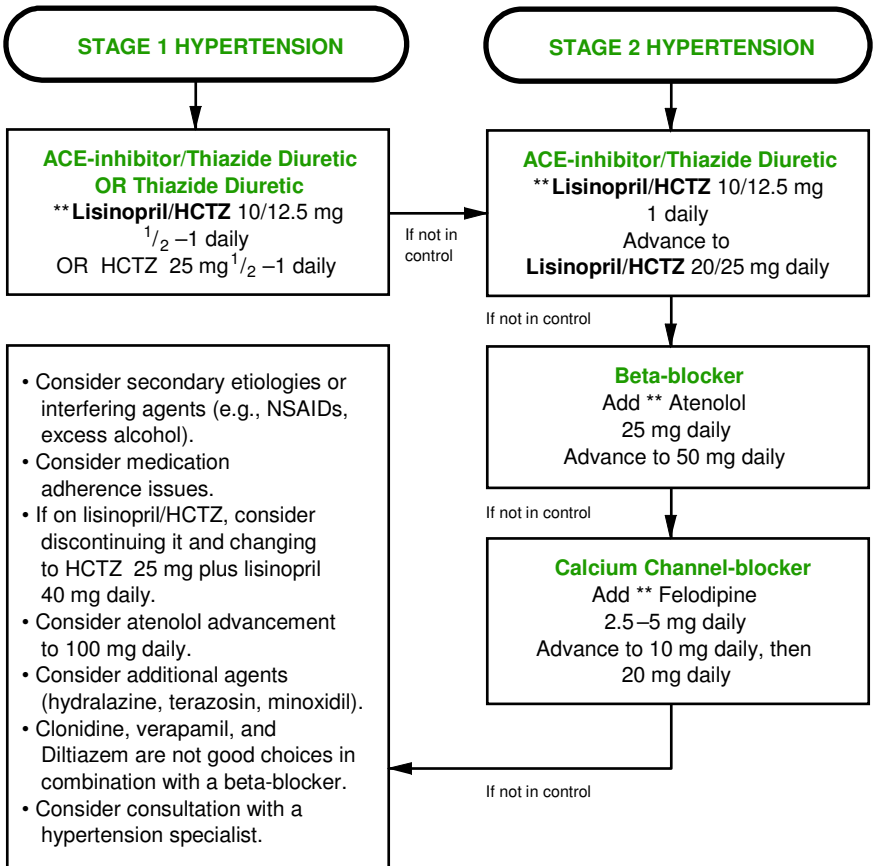 STAGE 1 HYPERTENSION
STAGE 2 HYPERTENSION
ACE-inhibitor/Thiazide Diuretic
OR Thiazide Diuretic
**Lisinopril/HCTZ 10/12.5 mg
1/2 –1 daily
OR HCTZ 25 mg 1/2 –1 daily
If not in
control
ACE-inhibitor/Thiazide Diuretic
**Lisinopril/HCTZ 10/12.5 mg
1 daily
Advance to
Lisinopril/HCTZ 20/25 mg daily
If not in control
Beta-blocker
Add ** Atenolol
25 mg daily
Advance to 50 mg daily
If not in control
Calcium Channel-blocker
Add ** Felodipine
2.5–5 mg daily
Advance to 10 mg daily, then
20 mg daily
If not in control
• Consider secondary etiologies or
interfering agents (e.g., NSAIDs,
excess alcohol).
• Consider medication
adherence issues.
• If on lisinopril/HCTZ, consider
discontinuing it and changing
to HCTZ 25 mg plus lisinopril
40 mg daily.
• Consider atenolol advancement
to 100 mg daily.
• Consider additional agents
(hydralazine, terazosin, minoxidil).
• Clonidine, verapamil, and
Diltiazem are not good choices in
combination with a beta-blocker.
• Consider consultation with a
hypertension specialist.